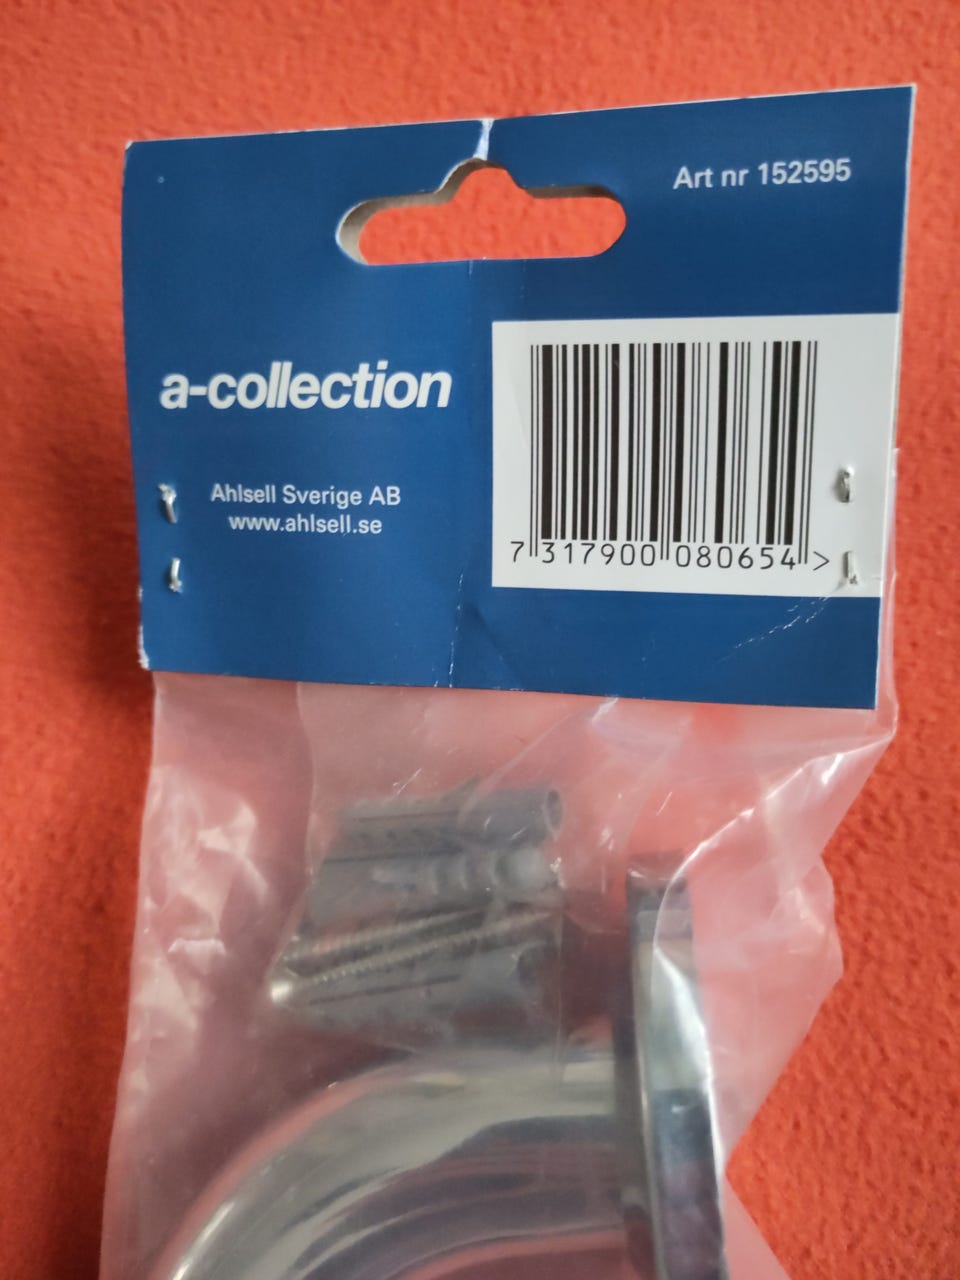 Art nr 152595
a-collection
Ahlsell Sverige AB
www.ahlsell.se
7 317900 080654 >